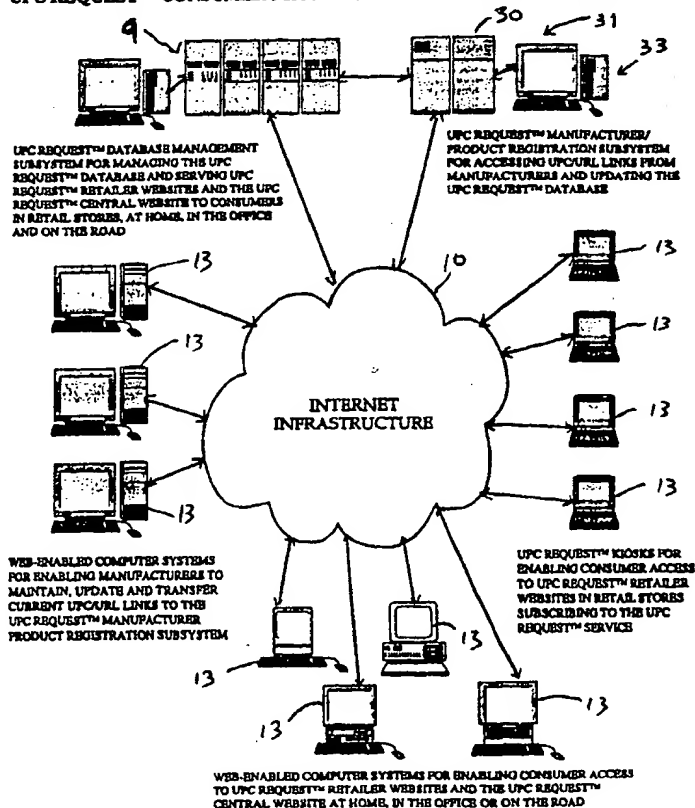 UPC REQUEST
9
30
31
33
UPC REQUEST™ DATABASE MANAGEMENT
SUBSYSTEM FOR MANAGING THE UPC
REQUEST™ DATABASE AND SERVING UPC
REQUEST™ RETAILER WEBSITES AND THE UPC
REQUEST™ CENTRAL WEBSITE TO CONSUMERS
IN RETAIL STORES, AT HOME, IN THE OFFICE
AND ON THE ROAD
UPC REQUEST™ MANUFACTURER/
PRODUCT REGISTRATION SUBSYSTEM
FOR ACCESSING UPC/URL LINKS FROM
MANUFACTURERS AND UPDATING THE
UPC REQUEST™ DATABASE
10
13
13
13
INTERNET
INFRASTRUCTURE
13
13
13
13
WEB-ENABLED COMPUTER SYSTEMS
FOR ENABLING MANUFACTURERS TO
MAINTAIN, UPDATE AND TRANSFER
CURRENT UPC/URL LINKS TO THE
UPC REQUEST™ MANUFACTURER
PRODUCT REGISTRATION SUBSYSTEM
UPC REQUEST™ KIOSKS FOR
ENABLING CONSUMER ACCESS
TO UPC REQUEST™ RETAILER
WEBSITES IN RETAIL STORES
SUBSCRIBING TO THE UPC
REQUEST™ SERVICE
13
13
13
13
WEB-ENABLED COMPUTER SYSTEMS FOR ENABLING CONSUMER ACCESS
TO UPC REQUEST™ RETAILER WEBSITES AND THE UPC REQUEST™
CENTRAL WEBSITE AT HOME, IN THE OFFICE OR ON THE ROAD